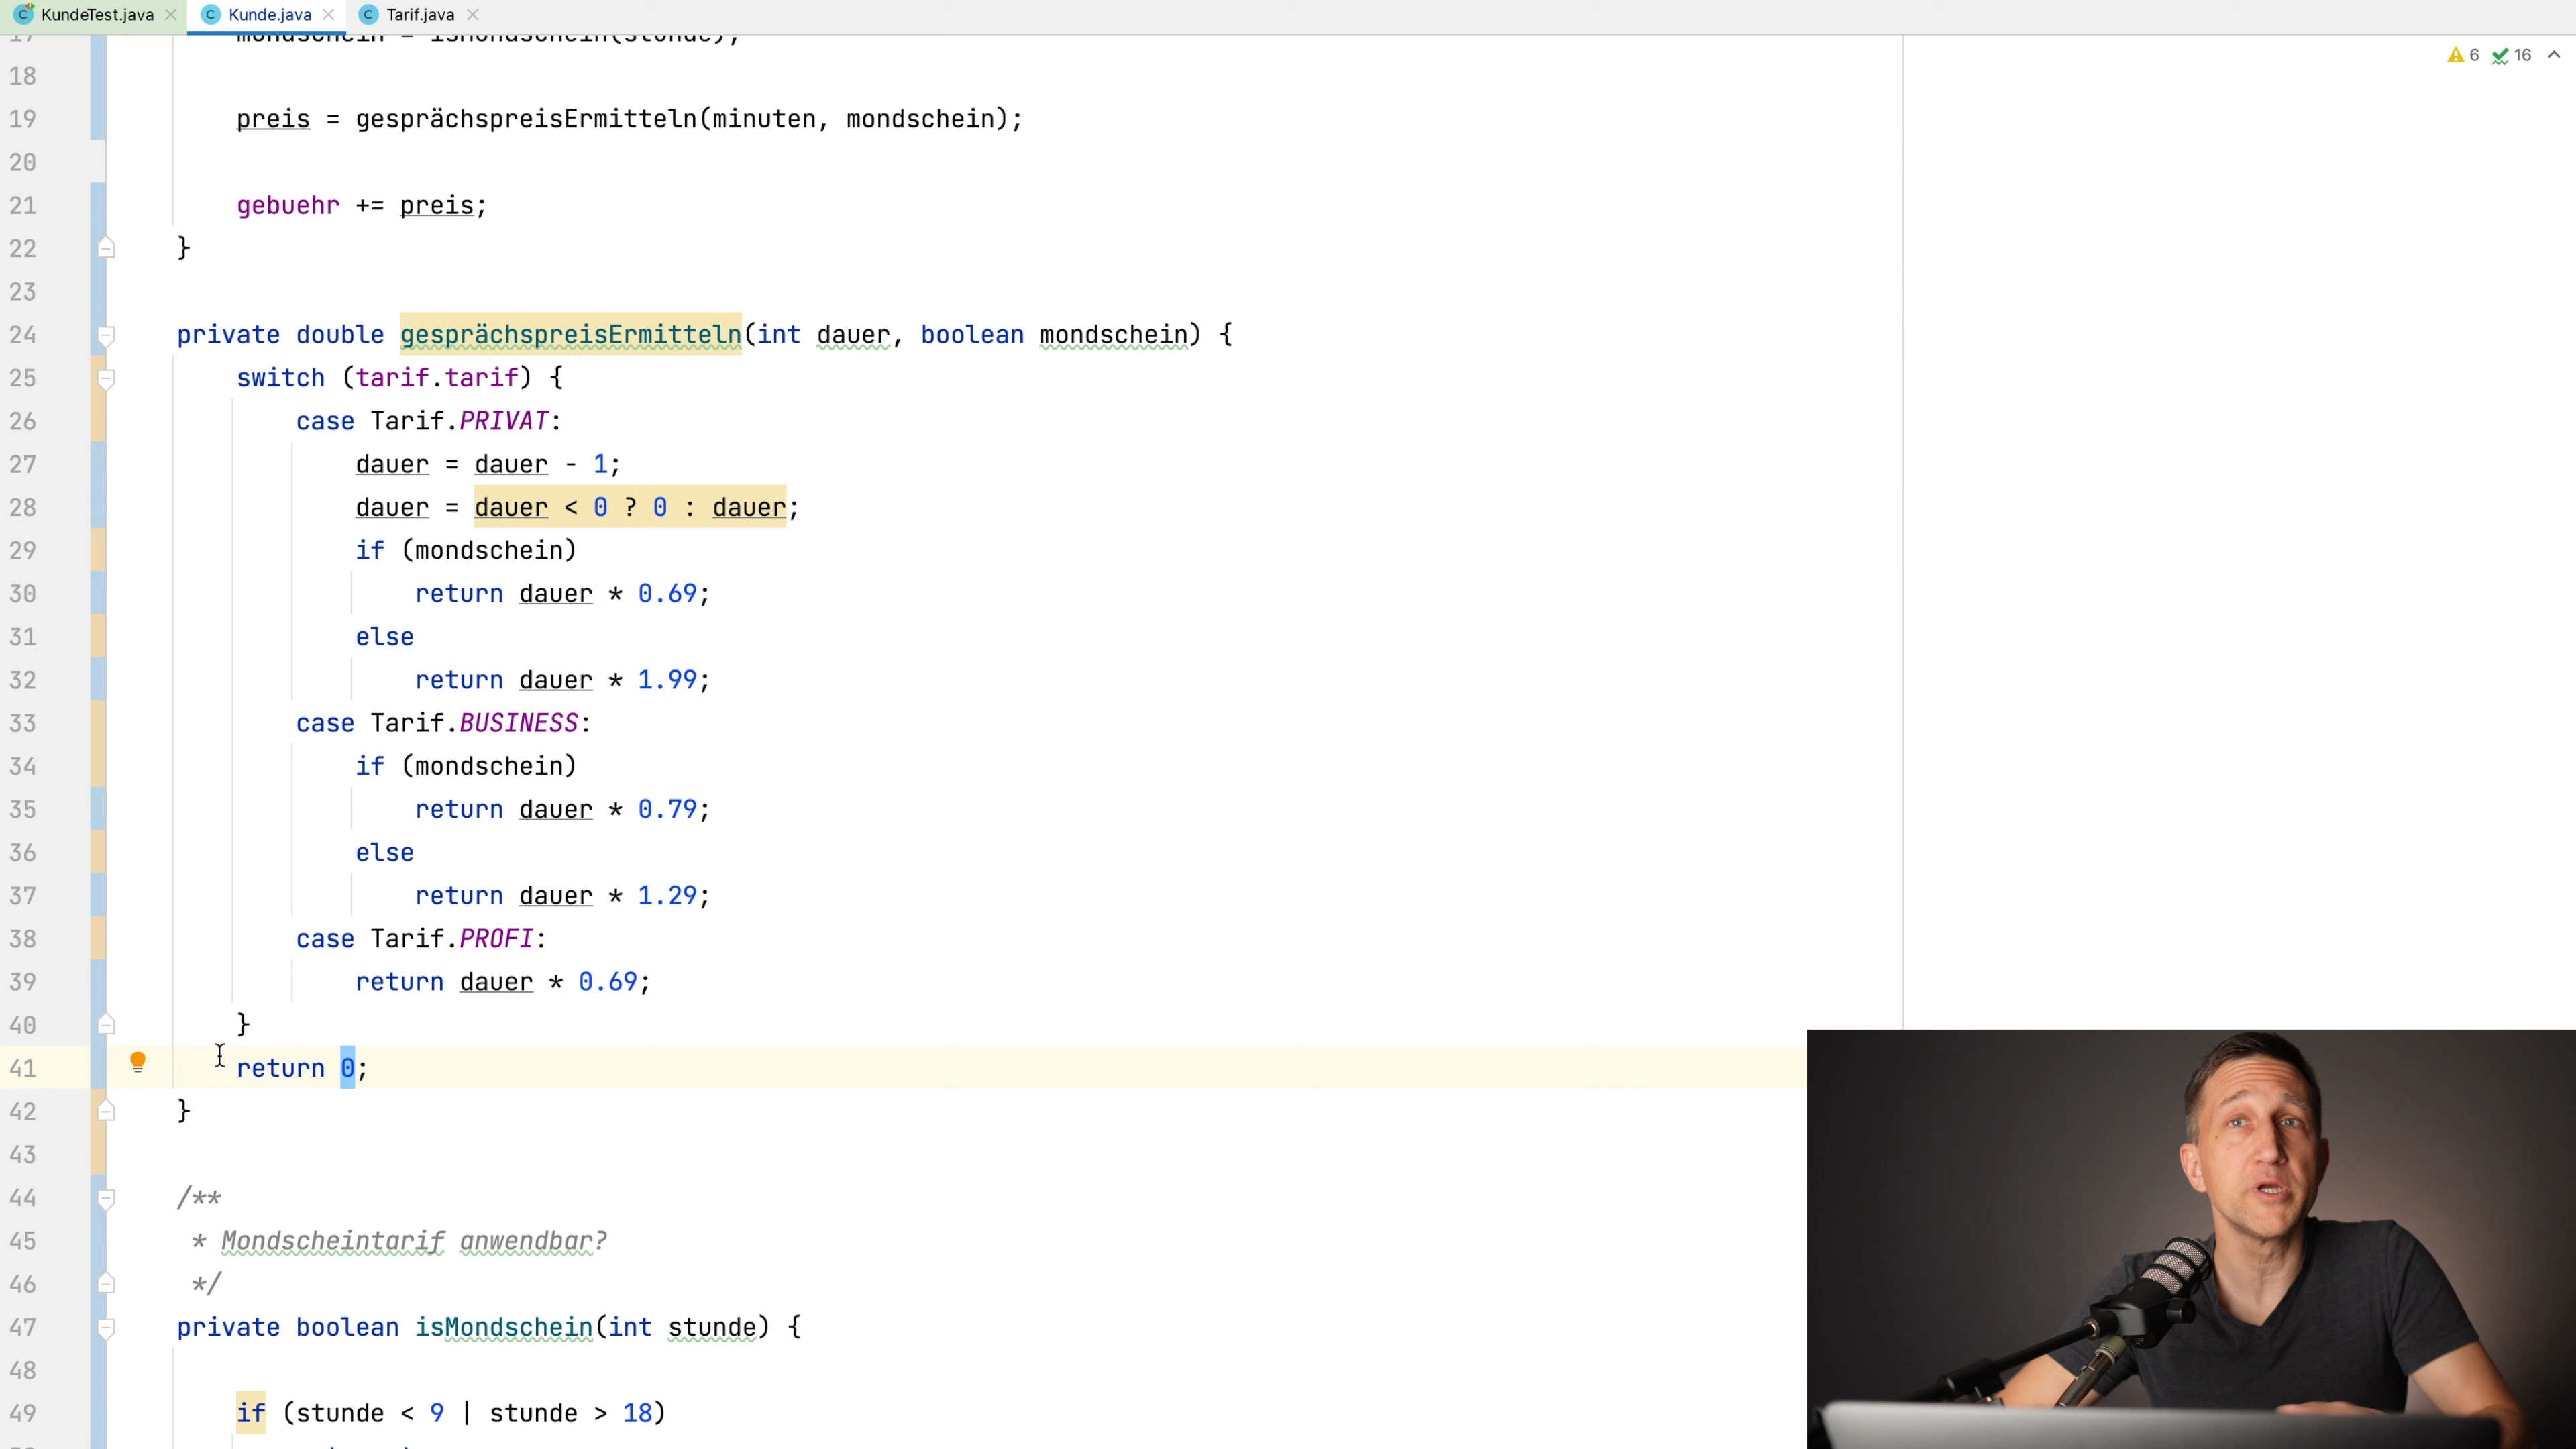 KundeTest.java Kunde.java Tarif.java
6 16
17 mondschein = isMondschein(stunde);
18
19 preis = gesprächspreisErmitteln(minuten, mondschein);
20
21 gebuehr += preis;
22 }
23
24 private double gesprächspreisErmitteln(int dauer, boolean mondschein) {
25 switch (tarif.tarif) {
26 case Tarif.PRIVAT:
27 dauer = dauer - 1;
28 dauer = dauer < 0 ? 0 : dauer;
29 if (mondschein)
30 return dauer * 0.69;
31 else
32 return dauer * 1.99;
33 case Tarif.BUSINESS:
34 if (mondschein)
35 return dauer * 0.79;
36 else
37 return dauer * 1.29;
38 case Tarif.PROFI:
39 return dauer * 0.69;
40 }
41 return 0;
42 }
43
44 /**
45 * Mondscheintarif anwendbar?
46 */
47 private boolean isMondschein(int stunde) {
48
49 if (stunde < 9 | stunde > 18)